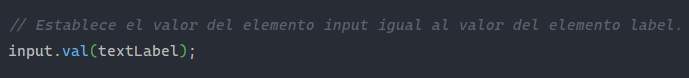 // Establece el valor del elemento input igual al valor del elemento label.
input.val(textLabel);